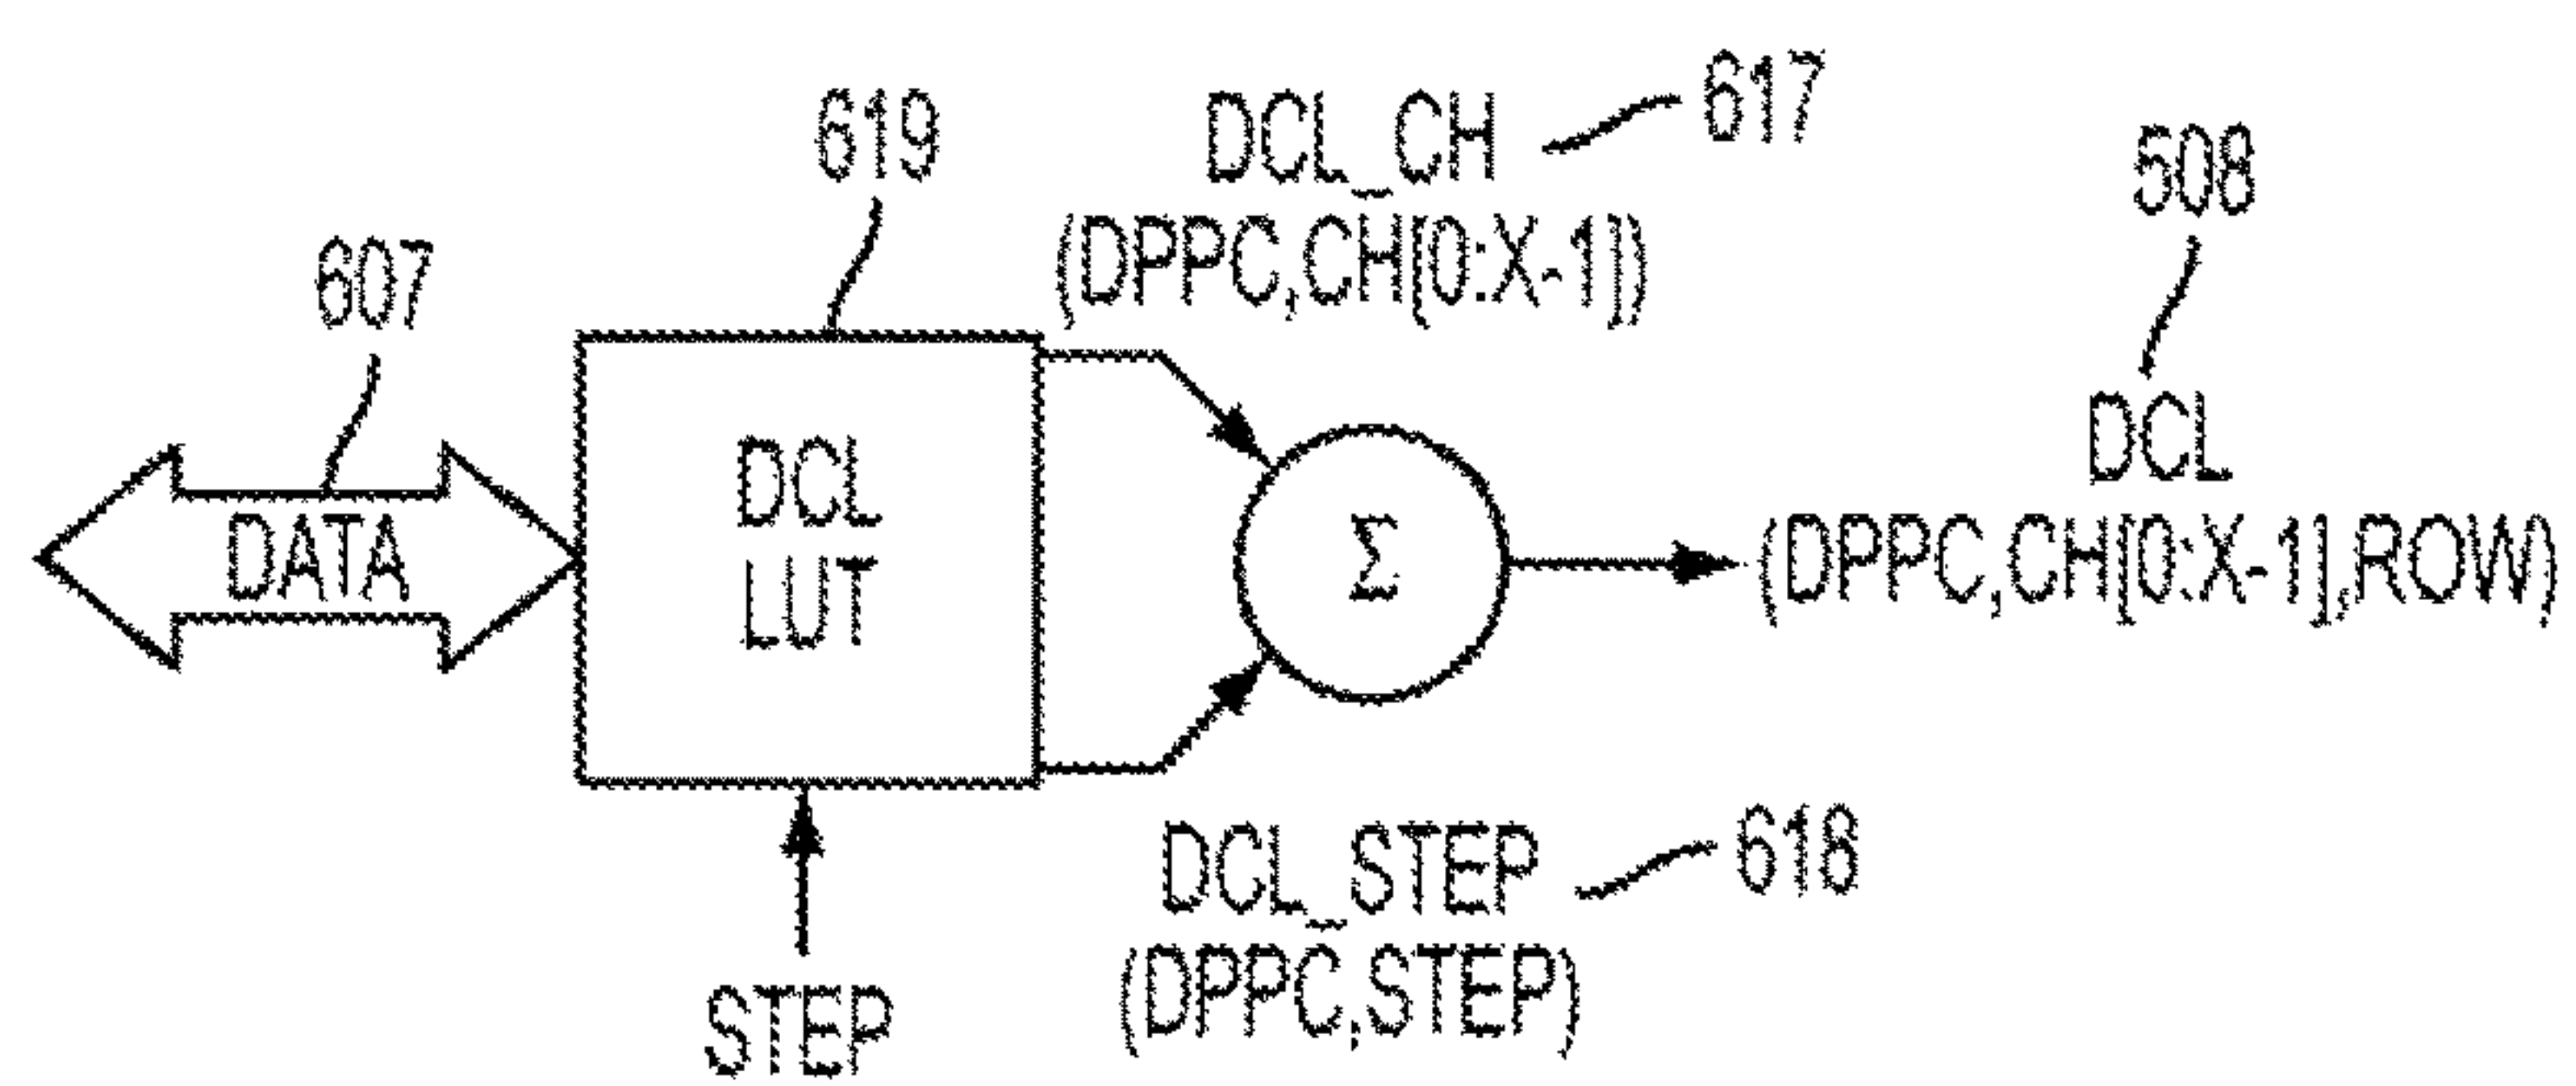 607
DATA
619
DCL
LUT
STEP
DCL_CH
(DPPC,CH[0:X-1])
617
Σ
DCL_STEP
(DPPC,STEP)
618
508
DCL
(DPPC,CH[0:X-1],ROW)